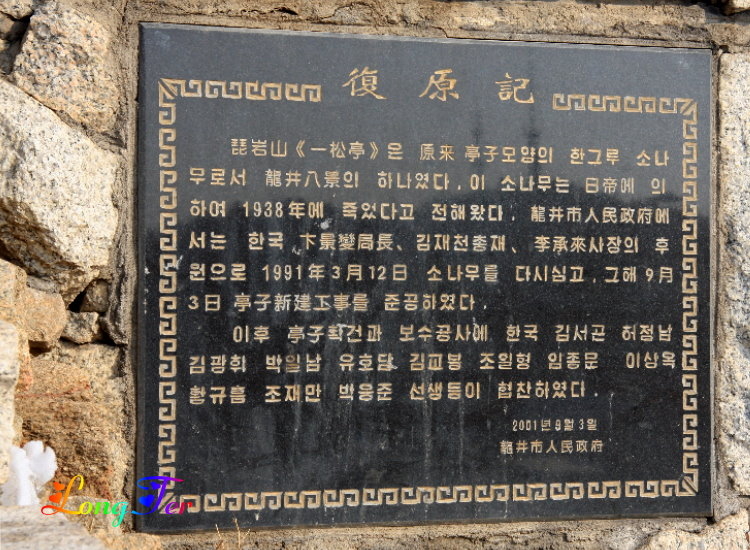 復原記
琵岩山《一松亭》은 原来 亭子모양의 한그루 소나
무로서 龍井八景의 하나였다. 이 소나무는 日帝에 의
하여 1938年에 죽었다고 전해왔다. 龍井市人民政府에
서는 한국 卞量變局長、김재천총재、李承來사장의 후
원으로 1991年3月12日 소나무를 다시심고, 그해 9月
3日 亭子新建工事를 준공하였다.
이후 亭子확건과 보수공사에 한국 김서곤 허정남
김광휘 박일남 유호담 김교봉 조일형 임종문 이상옥
황규흠 조재만 박웅준 선생등이 협찬하였다.
2001년9월3일
龍井市人民政府
LongTer